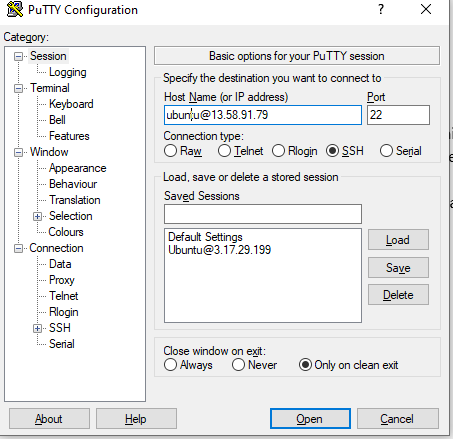 PuTTY Configuration
Category:
Session
Logging
Terminal
Keyboard
Bell
Features
Window
Appearance
Behaviour
Translation
Selection
Colours
Connection
Data
Proxy
Telnet
Rlogin
SSH
Serial
Basic options for your PuTTY session
Specify the destination you want to connect to
Host Name (or IP address) Port
ubuntu@13.58.91.79 22
Connection type:
Raw Telnet Rlogin SSH Serial
Load, save or delete a stored session
Saved Sessions
Default Settings
Ubuntu@3.17.29.199
Load
Save
Delete
Close window on exit:
Always Never Only on clean exit
About Help Open Cancel